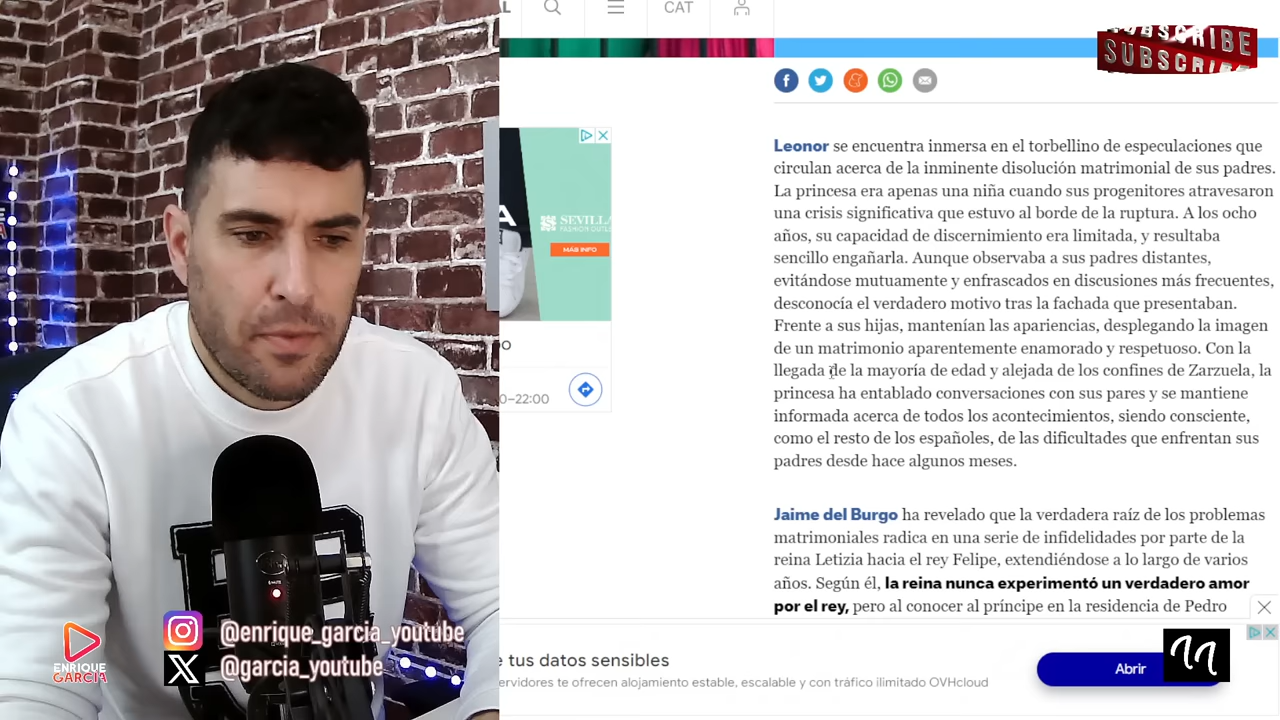 CAT
SUBSCRIBE
SUBSCRIBE
SEVILLA
FASHION OUTLET
MÁS INFO
0–22:00
Leonor se encuentra inmersa en el torbellino de especulaciones que
circulan acerca de la inminente disolución matrimonial de sus padres.
La princesa era apenas una niña cuando sus progenitores atravesaron
una crisis significativa que estuvo al borde de la ruptura. A los ocho
años, su capacidad de discernimiento era limitada, y resultaba
sencillo engañarla. Aunque observaba a sus padres distantes,
evitándose mutuamente y enfrascados en discusiones más frecuentes,
desconocía el verdadero motivo tras la fachada que presentaban.
Frente a sus hijas, mantenían las apariencias, desplegando la imagen
de un matrimonio aparentemente enamorado y respetuoso. Con la
llegada de la mayoría de edad y alejada de los confines de Zarzuela, la
princesa ha entablado conversaciones con sus pares y se mantiene
informada acerca de todos los acontecimientos, siendo consciente,
como el resto de los españoles, de las dificultades que enfrentan sus
padres desde hace algunos meses.
Jaime del Burgo ha revelado que la verdadera raíz de los problemas
matrimoniales radica en una serie de infidelidades por parte de la
reina Letizia hacia el rey Felipe, extendiéndose a lo largo de varios
años. Según él, la reina nunca experimentó un verdadero amor
por el rey, pero al conocer al príncipe en la residencia de Pedro
ENRIQUE
GARCIA
@enrique_garcia_youtube
@garcia_youtube
e tus datos sensibles
ervidores te ofrecen alojamiento estable, escalable y con tráfico ilimitado OVHcloud
Abrir